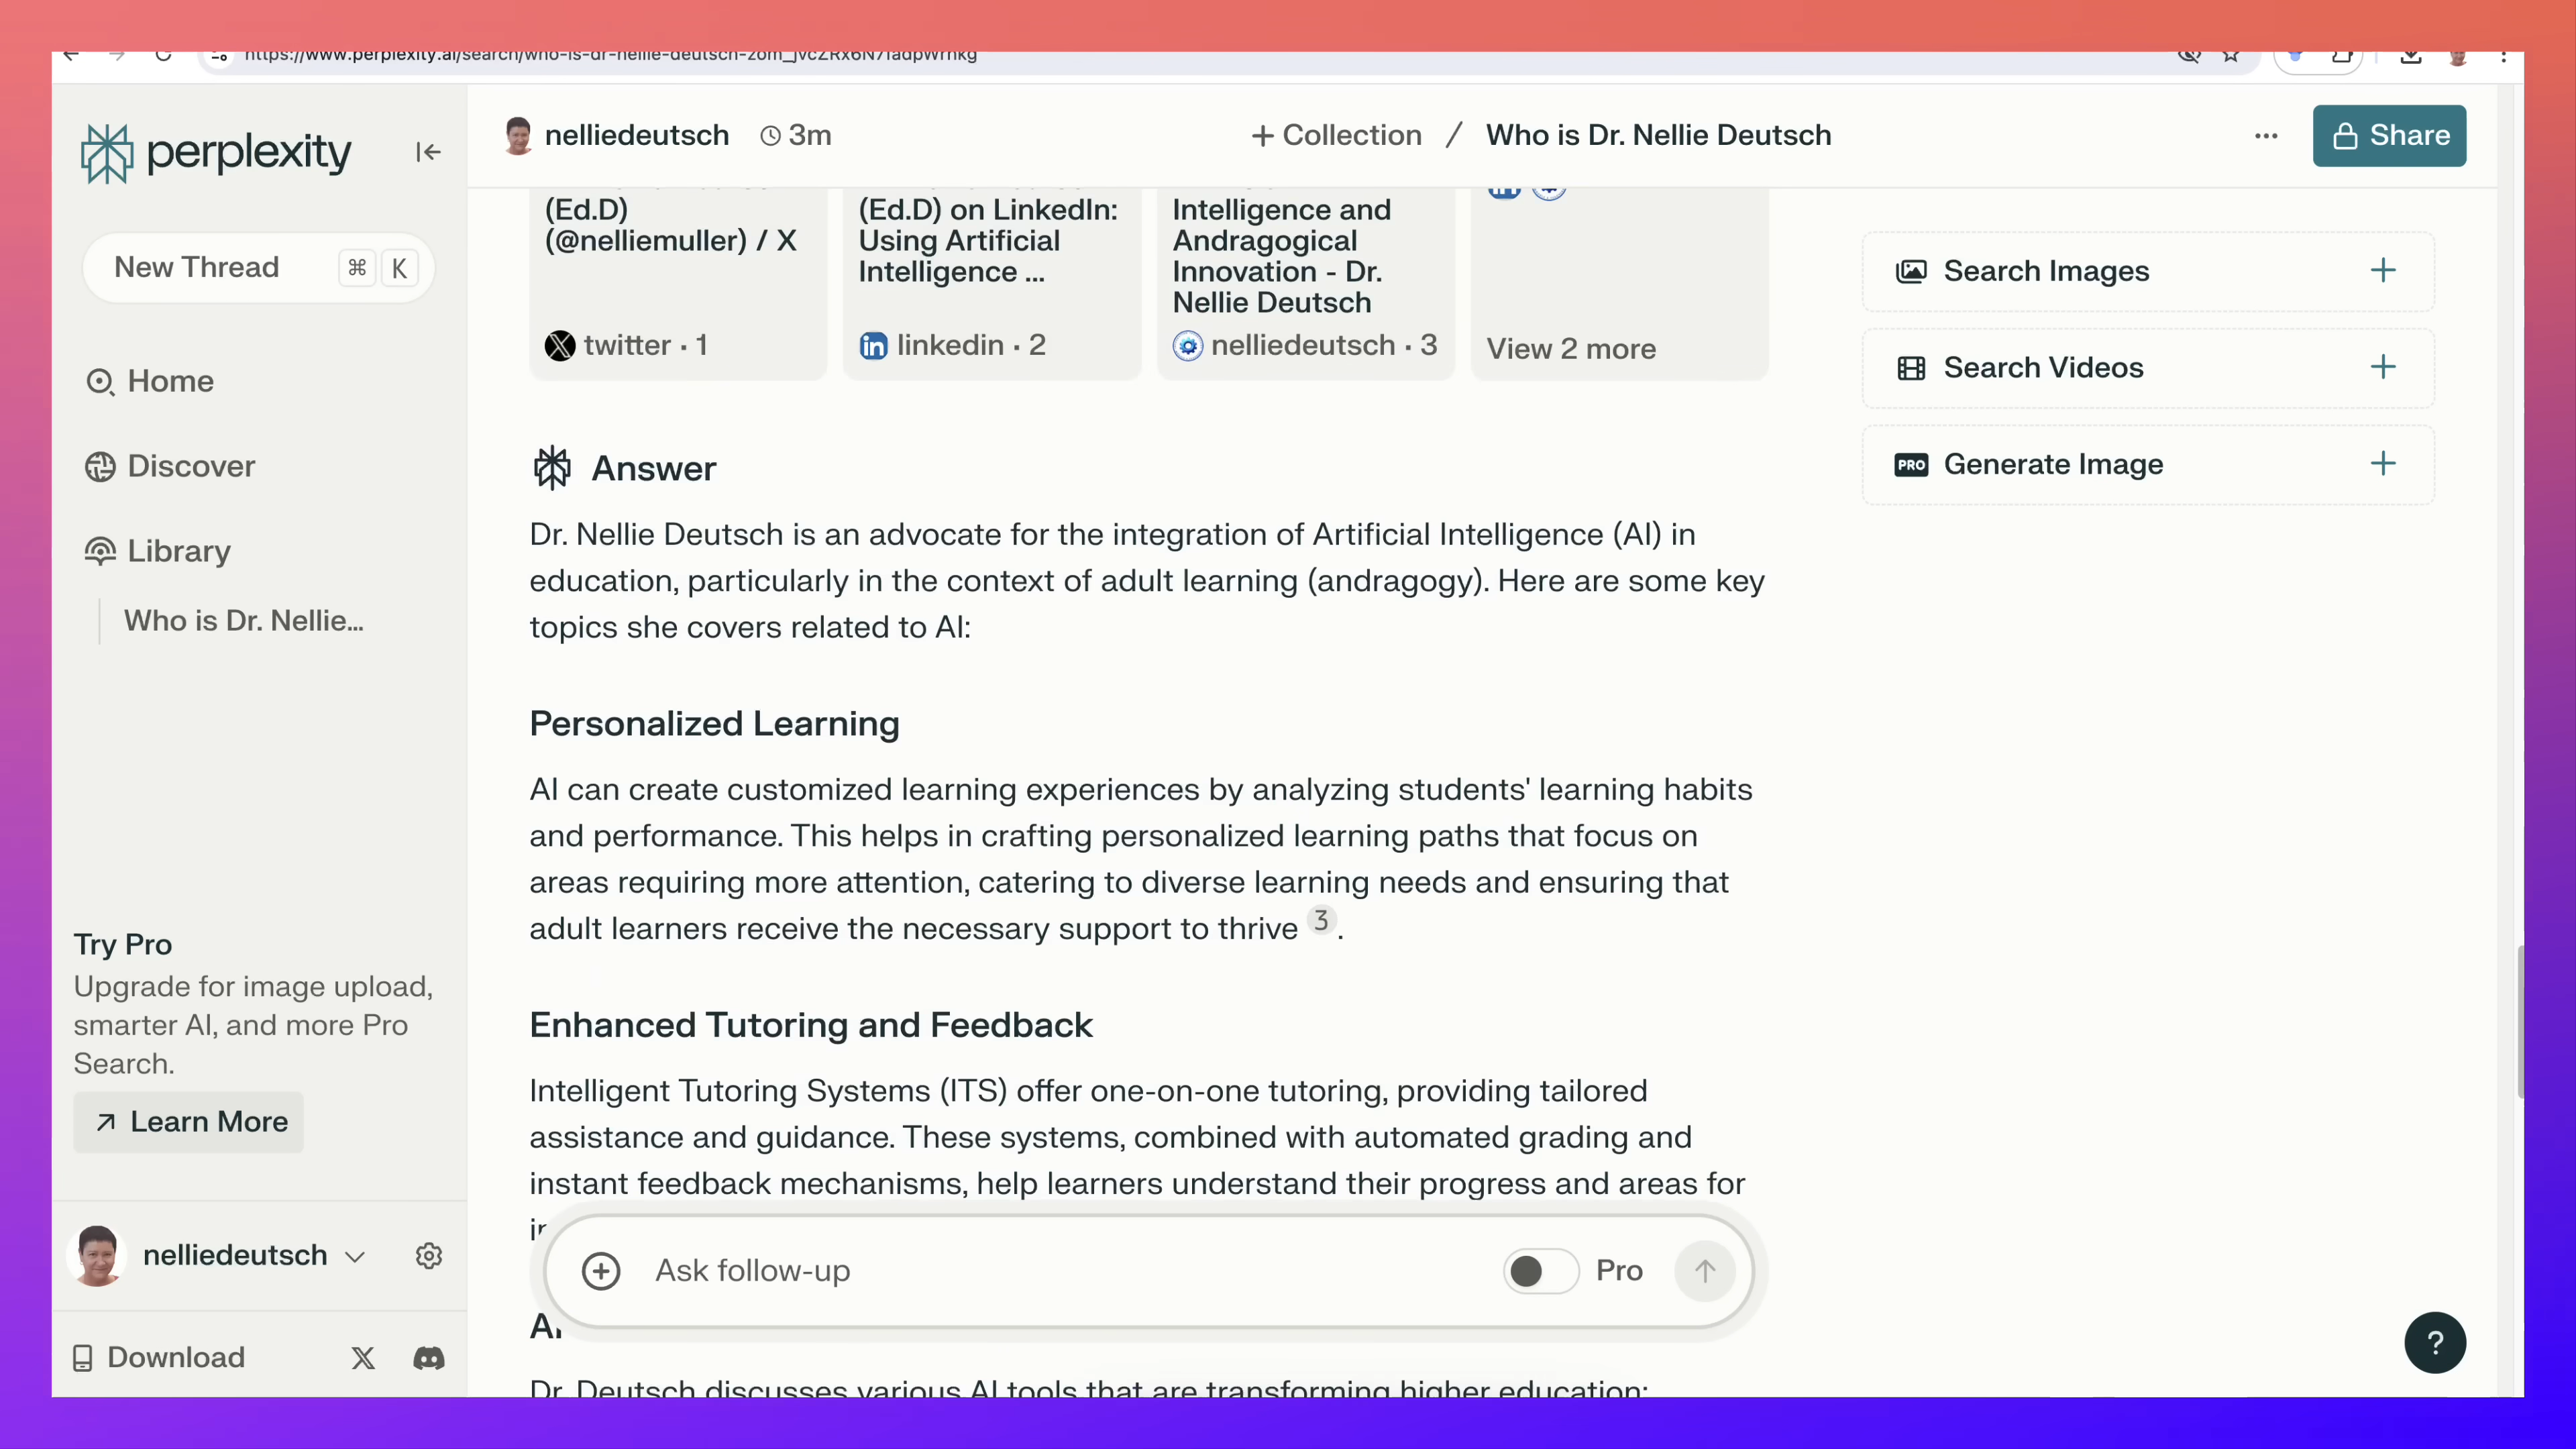 perplexity
New Thread
⌘ K
Home
Discover
Library
Who is Dr. Nellie...
Try Pro
Upgrade for image upload,
smarter AI, and more Pro
Search.
Learn More
nelliedeutsch
Download
nelliedeutsch 3m
+ Collection / Who is Dr. Nellie Deutsch
... Share
(Ed.D)
(@nelliemuller) / X
twitter · 1
(Ed.D) on LinkedIn:
Using Artificial
Intelligence ...
linkedin · 2
Intelligence and
Andragogical
Innovation - Dr.
Nellie Deutsch
nelliedeutsch · 3
View 2 more
Answer
Dr. Nellie Deutsch is an advocate for the integration of Artificial Intelligence (AI) in
education, particularly in the context of adult learning (andragogy). Here are some key
topics she covers related to AI:
Personalized Learning
AI can create customized learning experiences by analyzing students' learning habits
and performance. This helps in crafting personalized learning paths that focus on
areas requiring more attention, catering to diverse learning needs and ensuring that
adult learners receive the necessary support to thrive 3 .
Enhanced Tutoring and Feedback
Intelligent Tutoring Systems (ITS) offer one-on-one tutoring, providing tailored
assistance and guidance. These systems, combined with automated grading and
instant feedback mechanisms, help learners understand their progress and areas for
Ask follow-up
Pro
Dr. Deutsch discusses various AI tools that are transforming higher education:
Search Images +
Search Videos +
PRO Generate Image +
?